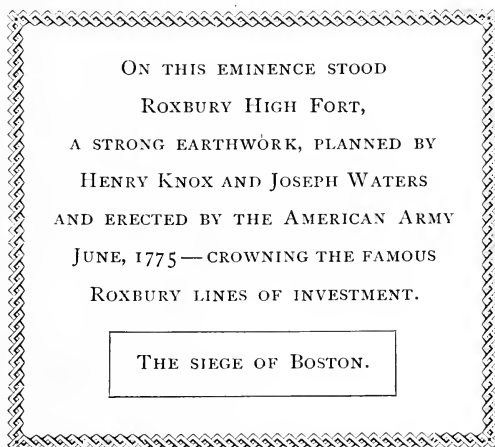 On this eminence stood
Roxbury High Fort,
a strong earthwork, planned by
Henry Knox and Joseph Waters
and erected by the American Army
June, 1775—crowning the famous
Roxbury lines of investment.
The siege of Boston.